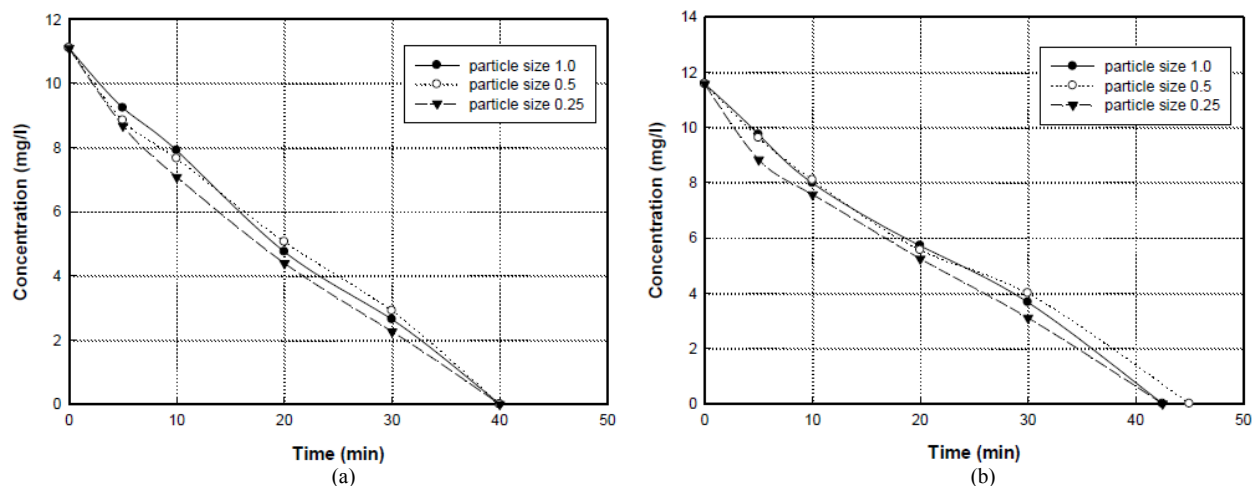 12
10
8
6
4
2
0
Concentration (mg/l)
particle size 1.0
particle size 0.5
particle size 0.25
0 10 20 30 40 50
Time (min)
(a)
14
12
10
8
6
4
2
0
Concentration (mg/l)
particle size 1.0
particle size 0.5
particle size 0.25
0 10 20 30 40 50
Time (min)
(b)